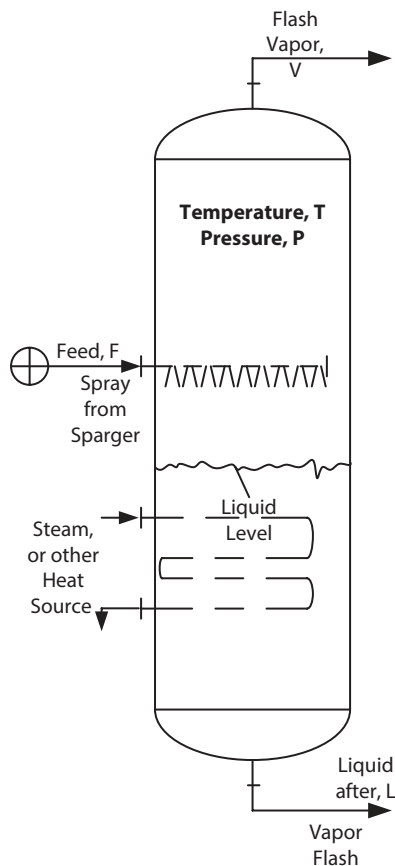 Flash
Vapor,
V
Temperature, T
Pressure, P
Feed, F
Spray
from
Sparger
Liquid
Level
Steam,
or other
Heat
Source
Liquid
after, L
Vapor
Flash